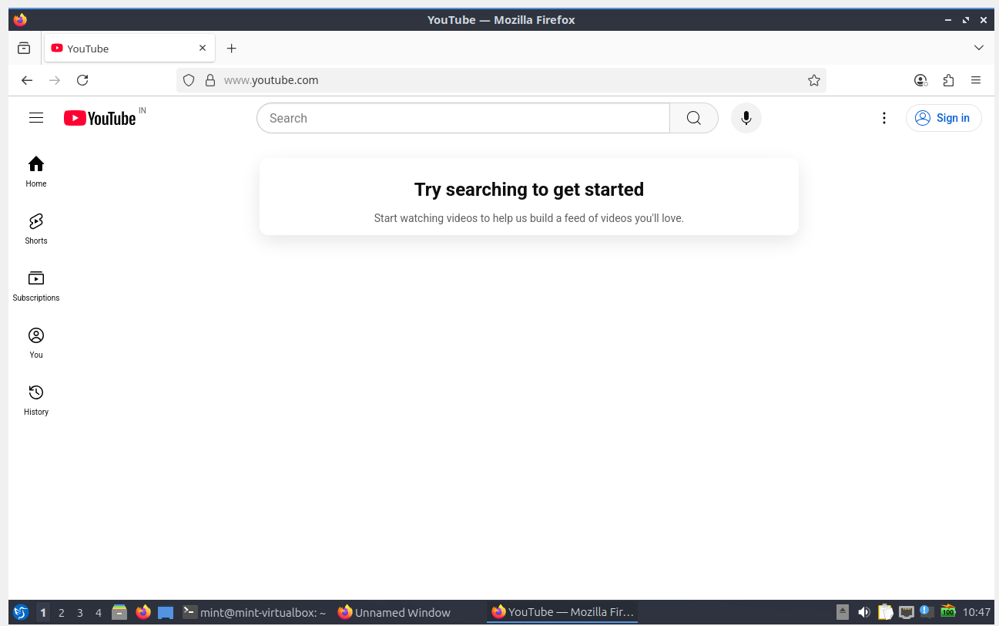 YouTube — Mozilla Firefox
YouTube
www.youtube.com
YouTube IN
Search
Sign in
Home
Try searching to get started
Start watching videos to help us build a feed of videos you'll love.
Shorts
Subscriptions
You
History
1 2 3 4 mint@mint-virtualbox: ~ Unnamed Window YouTube — Mozilla Fir... 100 10:47